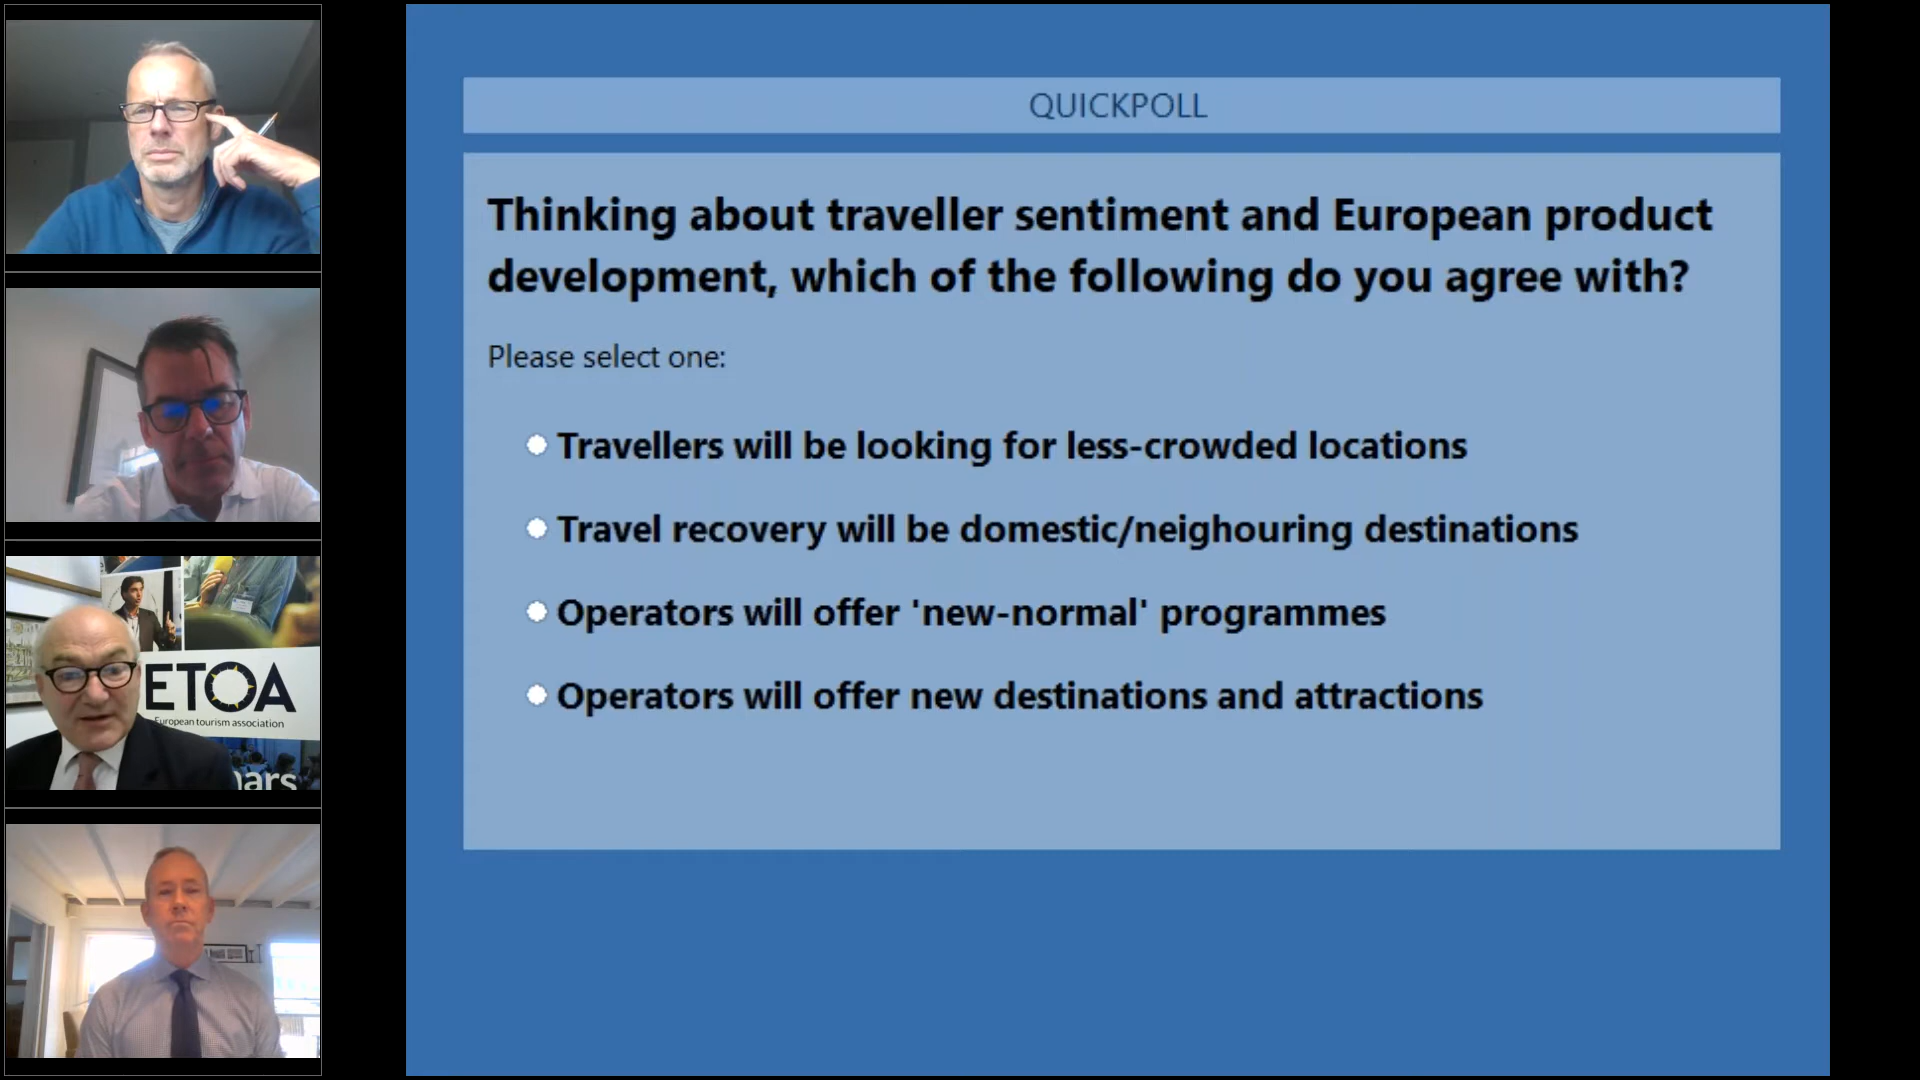 QUICKPOLL
Thinking about traveller sentiment and European product
development, which of the following do you agree with?
Please select one:
Travellers will be looking for less-crowded locations
Travel recovery will be domestic/neighouring destinations
Operators will offer 'new-normal' programmes
Operators will offer new destinations and attractions
ETOA
European tourism association
ars